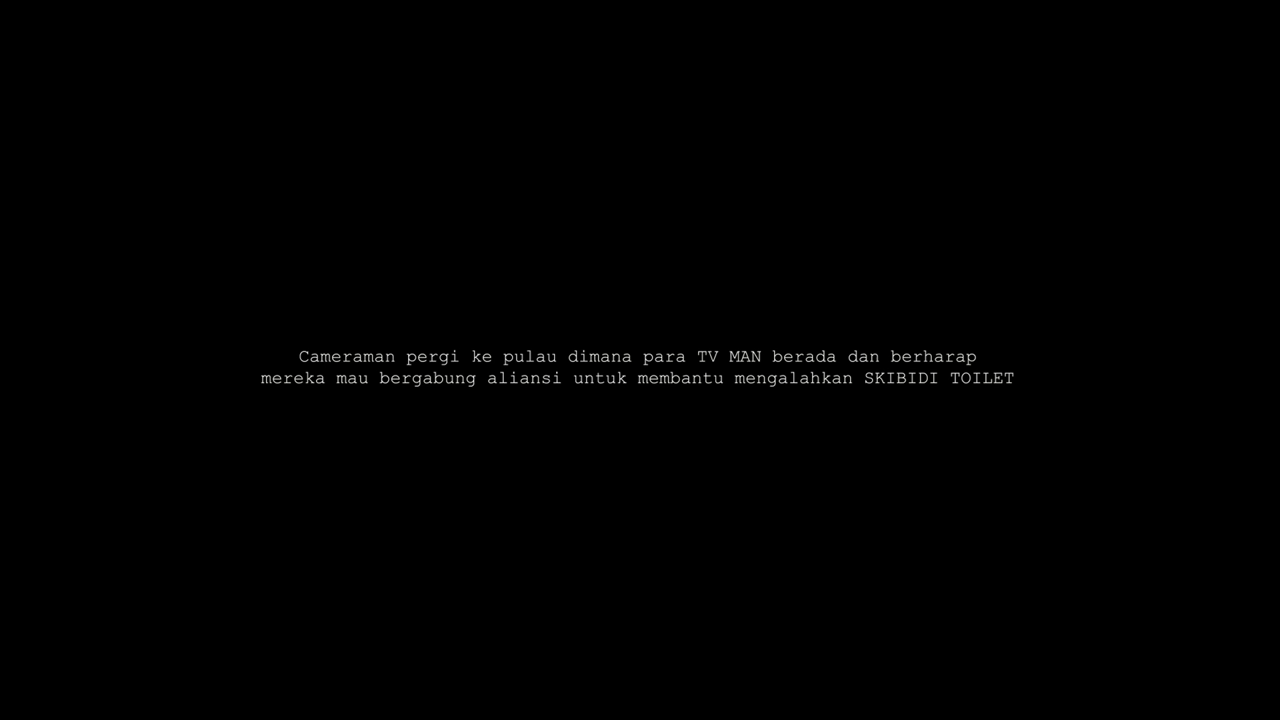 Cameraman pergi ke pulau dimana para TV MAN berada dan berharap
mereka mau bergabung aliansi untuk membantu mengalahkan SKIBIDI TOILET